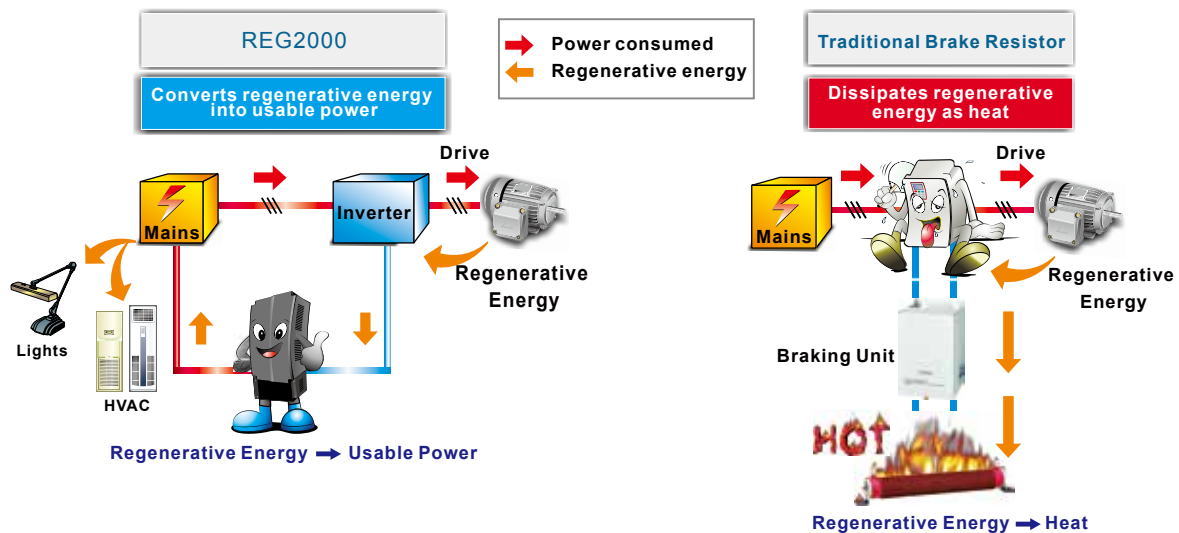 REG2000
Converts regenerative energy
into usable power
Power consumed
Regenerative energy
Traditional Brake Resistor
Dissipates regenerative
energy as heat
Drive
Mains
Inverter
Regenerative
Energy
Lights
HVAC
Regenerative Energy → Usable Power
Drive
Mains
Regenerative
Energy
Braking Unit
HOT
Regenerative Energy → Heat